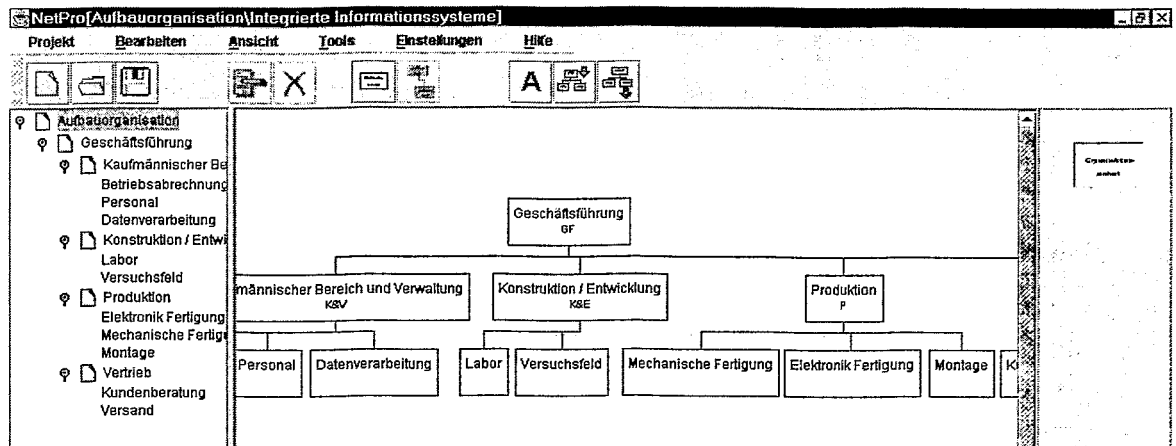 NetPro[Aufbauorganisation\Integrierte Informationssysteme]
Projekt Bearbeiten Ansicht Tools Einstellungen Hilfe
A
Aufbauorganisation
Geschäftsführung
Kaufmännischer Be
Betriebsabrechnung
Personal
Datenverarbeitung
Konstruktion / Entwi
Labor
Versuchsfeld
Produktion
Elektronik Fertigung
Mechanische Fertigu
Montage
Vertrieb
Kundenberatung
Versand
Geschäftsführung
GF
männischer Bereich und Verwaltung
K&V
Konstruktion / Entwicklung
K&E
Produktion
P
Personal
Datenverarbeitung
Labor
Versuchsfeld
Mechanische Fertigung
Elektronik Fertigung
Montage